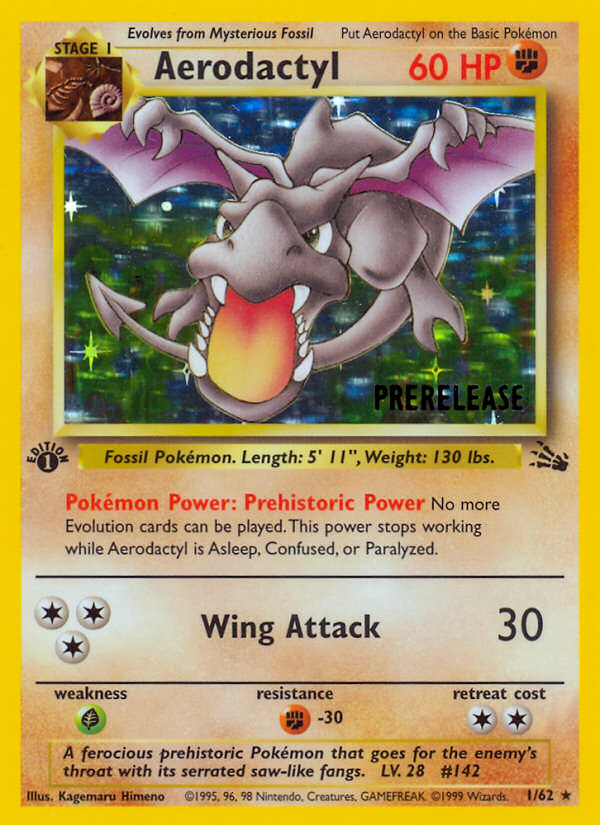 Evolves from Mysterious Fossil
Put Aerodactyl on the Basic Pokémon
STAGE 1
Aerodactyl
60 HP
PRERELEASE
EDITION
1
Fossil Pokémon. Length: 5' 11", Weight: 130 lbs.
Pokémon Power: Prehistoric Power No more
Evolution cards can be played. This power stops working
while Aerodactyl is Asleep, Confused, or Paralyzed.
Wing Attack
30
weakness
resistance
retreat cost
-30
A ferocious prehistoric Pokémon that goes for the enemy's
throat with its serrated saw-like fangs. LV. 28 #142
Illus. Kagemaru Himeno ©1995, 96, 98 Nintendo, Creatures, GAMEFREAK. ©1999 Wizards. 1/62 ★